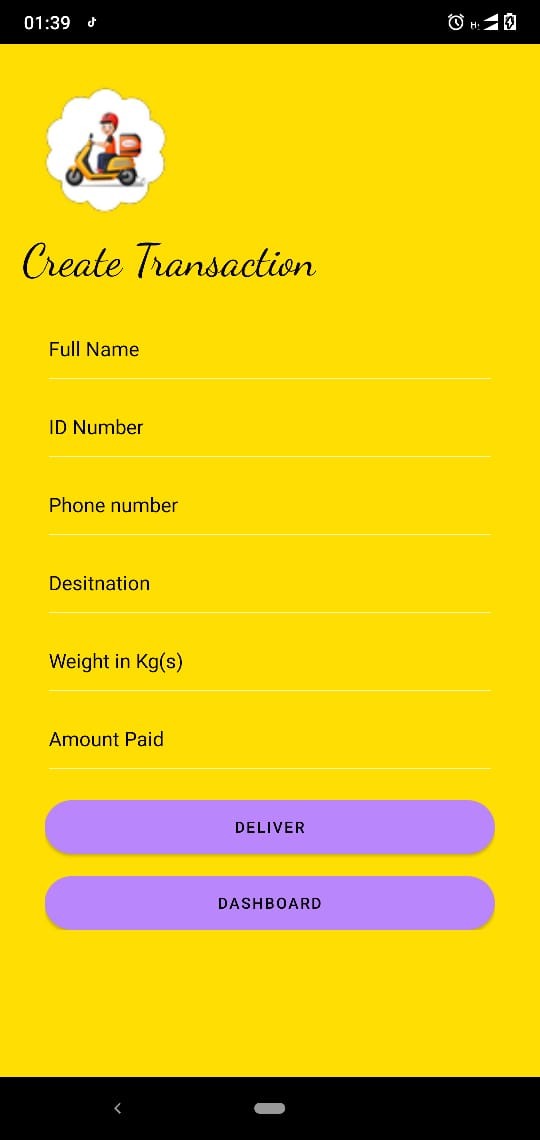 01:39
Create Transaction
Full Name
ID Number
Phone number
Desitnation
Weight in Kg(s)
Amount Paid
DELIVER
DASHBOARD